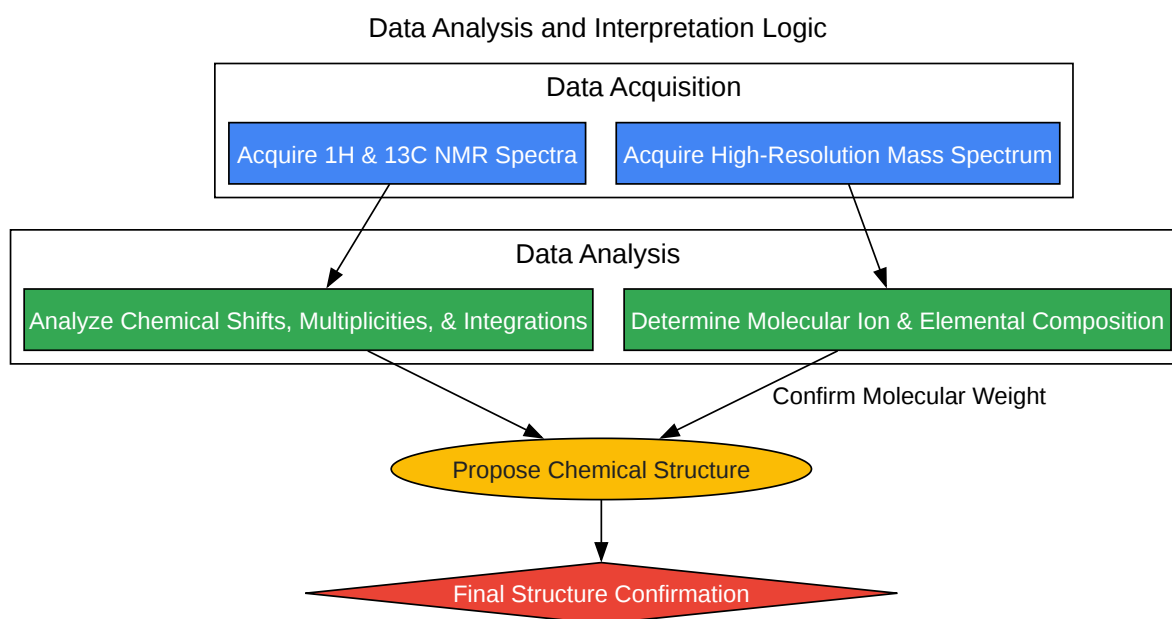 Data Analysis and Interpretation Logic
Data Acquisition
Acquire 1H & 13C NMR Spectra
Acquire High-Resolution Mass Spectrum
Data Analysis
Analyze Chemical Shifts, Multiplicities, & Integrations
Determine Molecular Ion & Elemental Composition
Confirm Molecular Weight
Propose Chemical Structure
Final Structure Confirmation